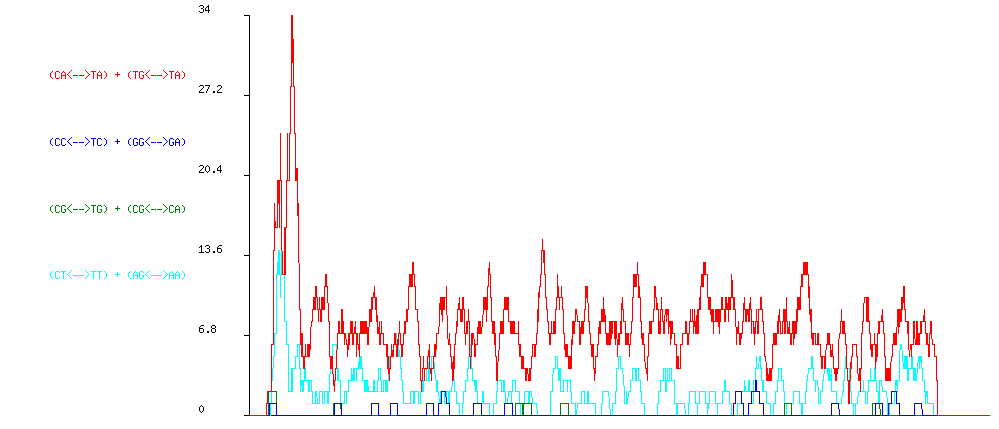 34
(CA<-->TA) + (TG<-->TA)
27.2
(CC<-->TC) + (GG<-->GA)
20.4
(CG<-->TG) + (CG<-->CA)
13.6
(CT<-->TT) + (AG<-->AA)
6.8
0